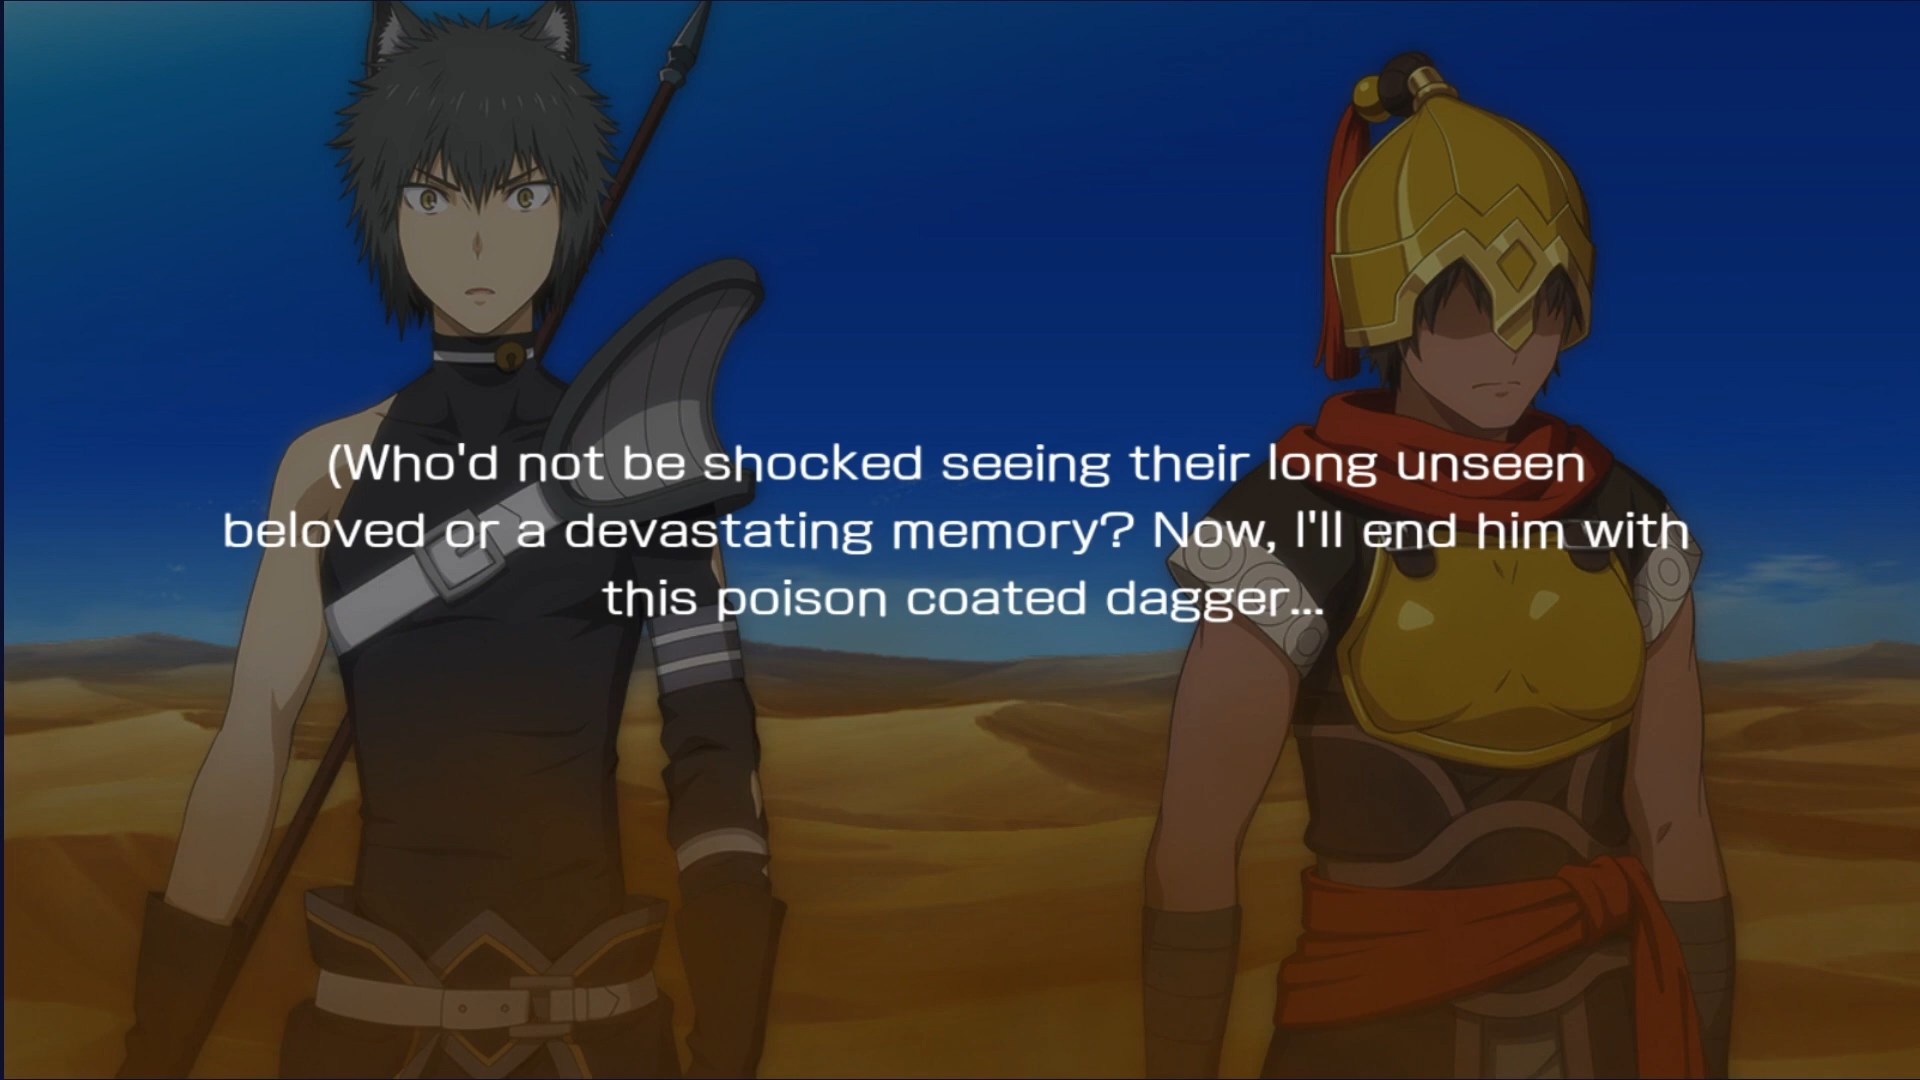 (Who'd not be shocked seeing their long unseen
beloved or a devastating memory? Now, I'll end him with
this poison coated dagger...